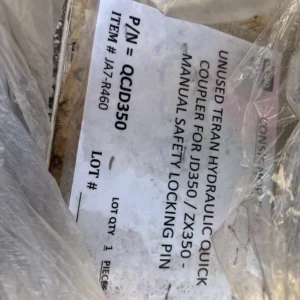 UNUSED TERAN HYDRAULIC QUICK
COUPLER FOR JD350 / ZX350 -
MANUAL SAFETY LOCKING PIN
P/N = QCJD350
ITEM # JA7-R460
LOT #
LOT QTY 1 PIECE